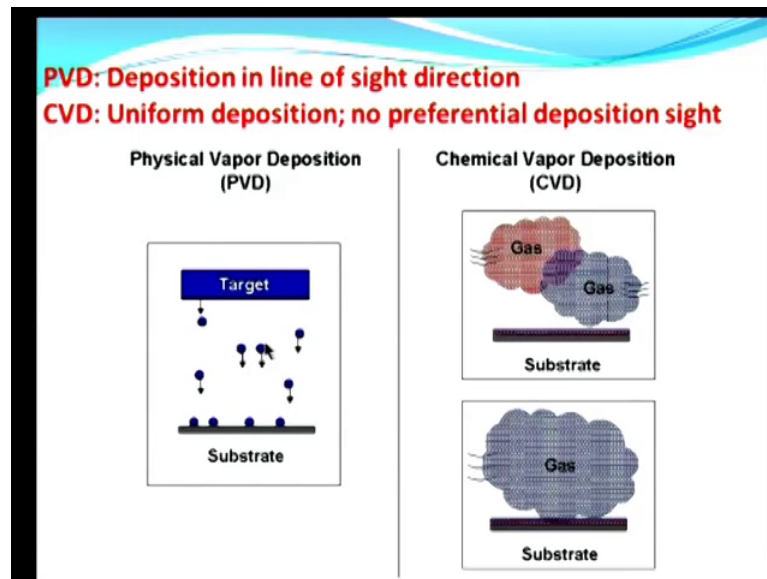 PVD: Deposition in line of sight direction
CVD: Uniform deposition; no preferential deposition sight
Physical Vapor Deposition
(PVD)
Target
Substrate
Chemical Vapor Deposition
(CVD)
Gas
Gas
Substrate
Gas
Substrate